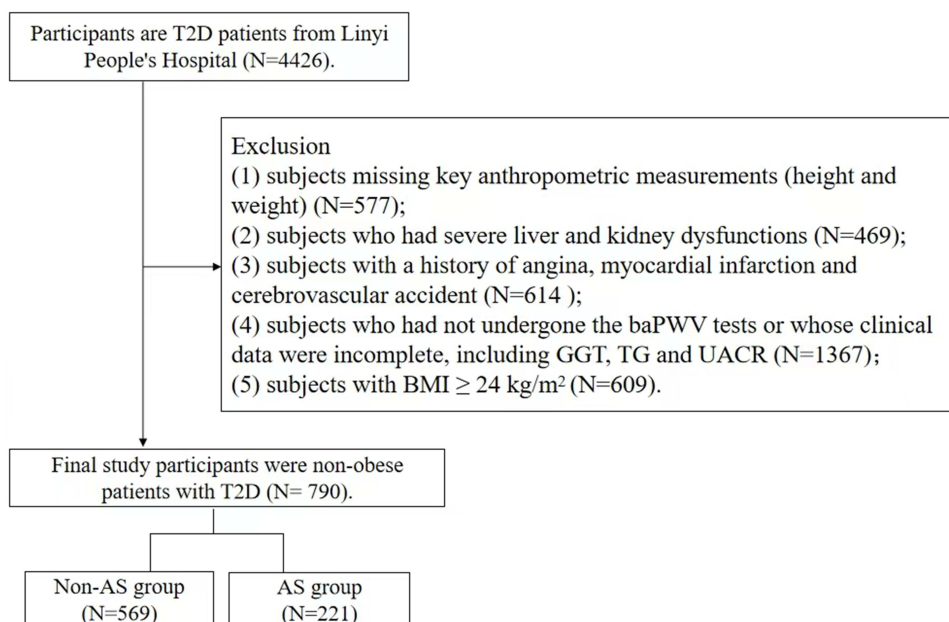 Participants are T2D patients from Linyi
People's Hospital (N=4426).
Exclusion
(1) subjects missing key anthropometric measurements (height and
weight) (N=577);
(2) subjects who had severe liver and kidney dysfunctions (N=469);
(3) subjects with a history of angina, myocardial infarction and
cerebrovascular accident (N=614 );
(4) subjects who had not undergone the baPWV tests or whose clinical
data were incomplete, including GGT, TG and UACR (N=1367);
(5) subjects with BMI ≥ 24 kg/m² (N=609).
Final study participants were non-obese
patients with T2D (N= 790).
Non-AS group
(N=569)
AS group
(N=221)